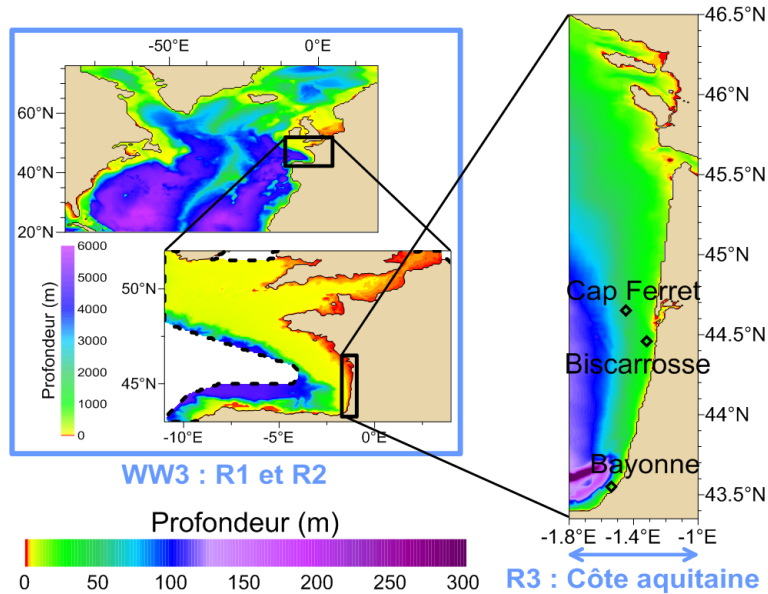 -50°E 0°E
60°N
40°N
20°N
6000
5000
4000
3000
2000
1000
0
Profondeur (m)
50°N
45°N
-10°E -5°E 0°E
WW3 : R1 et R2
Profondeur (m)
0 50 100 150 200 250 300
46.5°N
46°N
45.5°N
45°N
Cap Ferret
44.5°N
Biscarrosse
44°N
Bayonne
43.5°N
-1.8°E -1.4°E -1°E
R3 : Côte aquitaine